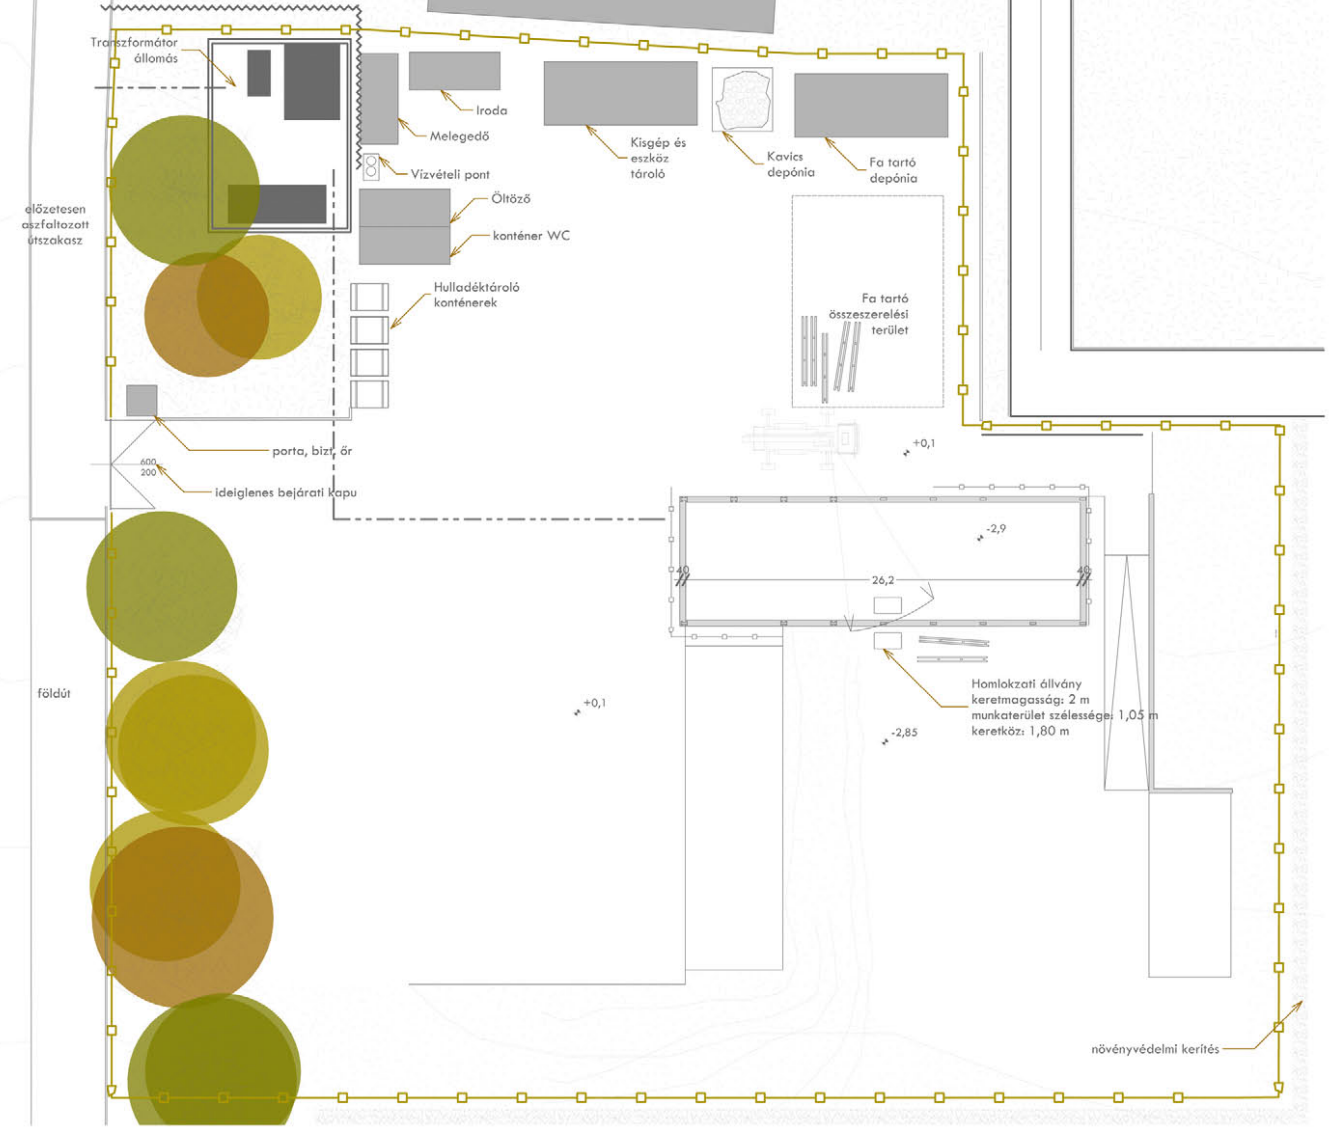 Transzformátor
állomás
Iroda
Melegedő
Kisgép és
eszköz
tároló
Kavics
depónia
Fa tartó
depónia
Vízvételi pont
Öltöző
konténer WC
előzetesen
aszfaltozott
útszakasz
Hulladéktároló
konténerek
Fa tartó
összeszerelési
terület
porta, bizt. őr
600
200
ideiglenes bejárati kapu
+0,1
-2,9
40
26,2
40
földút
+0,1
-2,85
Homlokzati állvány
keretmagasság: 2 m
munkaterület szélessége: 1,05 m
keretköz: 1,80 m
növényvédelmi kerítés